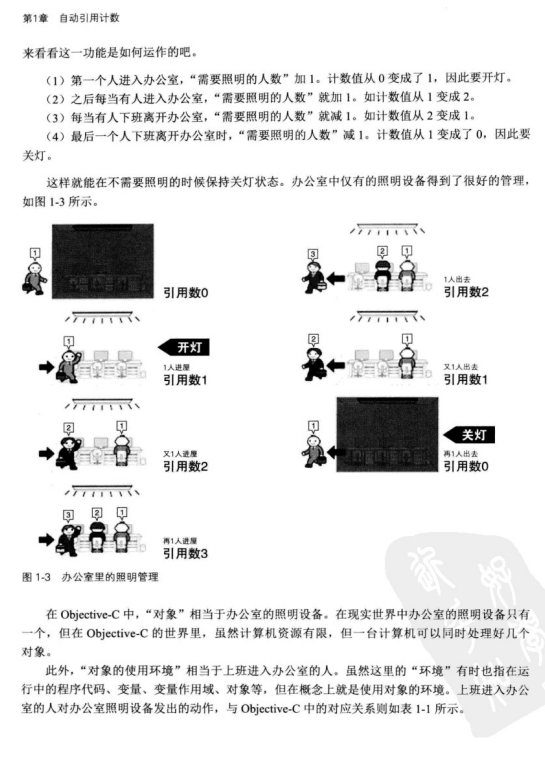 第1章 自动引用计数
来看看这一功能是如何运作的吧。
（1）第一个人进入办公室，“需要照明的人数”加 1。计数值从 0 变成了 1，因此要开灯。
（2）之后每当有人进入办公室，“需要照明的人数”就加 1。如计数值从 1 变成 2。
（3）每当有人下班离开办公室，“需要照明的人数”就减 1。如计数值从 2 变成 1。
（4）最后一个人下班离开办公室时，“需要照明的人数”减 1。计数值从 1 变成了 0，因此要
关灯。
这样就能在不需要照明的时候保持关灯状态。办公室中仅有的照明设备得到了很好的管理，
如图 1-3 所示。
1
引用数0
开灯
1
1人进屋
引用数1
2
1
又1人进屋
引用数2
3
2
1
再1人进屋
引用数3
3
2
1
1人出去
引用数2
2
1
又1人出去
引用数1
1
关灯
再1人出去
引用数0
图 1-3 办公室里的照明管理
在 Objective-C 中，“对象”相当于办公室的照明设备。在现实世界中办公室的照明设备只有
一个，但在 Objective-C 的世界里，虽然计算机资源有限，但一台计算机可以同时处理好几个
对象。
此外，“对象的使用环境”相当于上班进入办公室的人。虽然这里的“环境”有时也指在运
行中的程序代码、变量、变量作用域、对象等，但在概念上就是使用对象的环境。上班进入办公
室的人对办公室照明设备发出的动作，与 Objective-C 中的对应关系则如表 1-1 所示。